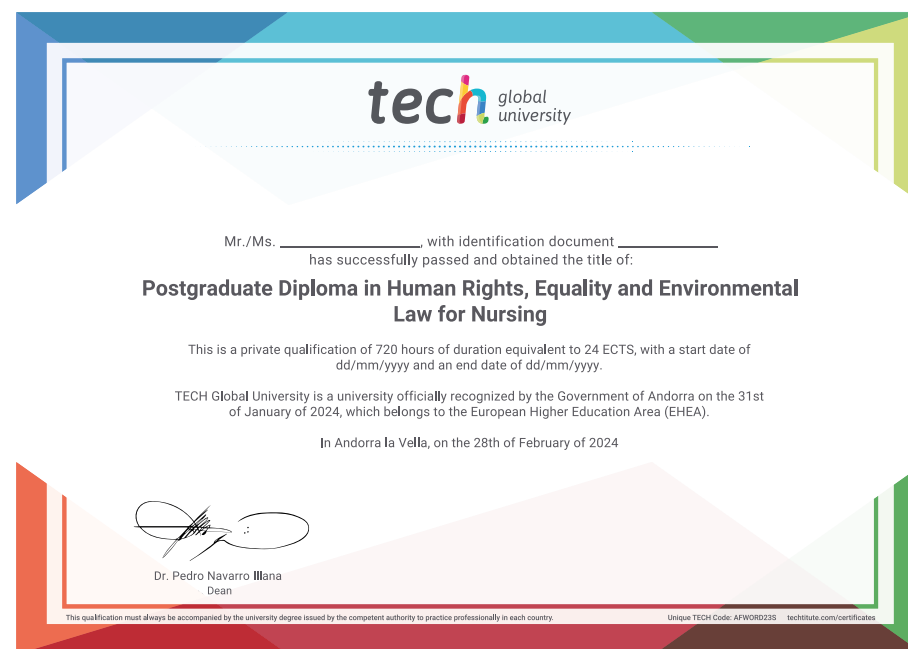 tech global university
Mr./Ms. ____________________, with identification document ______________
has successfully passed and obtained the title of:
Postgraduate Diploma in Human Rights, Equality and Environmental
Law for Nursing
This is a private qualification of 720 hours of duration equivalent to 24 ECTS, with a start date of
dd/mm/yyyy and an end date of dd/mm/yyyy.
TECH Global University is a university officially recognized by the Government of Andorra on the 31st
of January of 2024, which belongs to the European Higher Education Area (EHEA).
In Andorra la Vella, on the 28th of February of 2024
Dr. Pedro Navarro Illana
Dean
This qualification must always be accompanied by the university degree issued by the competent authority to practice professionally in each country.
Unique TECH Code: AFWORD23S techtitute.com/certificates